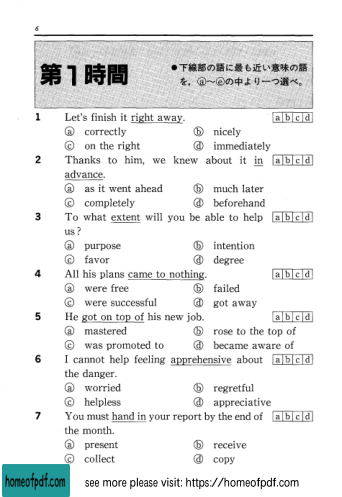 6
第1時間
●下線部の語に最も近い意味の語
を，ⓐ～ⓔの中より一つ選べ。
1 Let's finish it right away. a b c d
ⓐ correctly ⓑ nicely
ⓒ on the right ⓓ immediately
2 Thanks to him, we knew about it in a b c d
advance.
ⓐ as it went ahead ⓑ much later
ⓒ completely ⓓ beforehand
3 To what extent will you be able to help a b c d
us?
ⓐ purpose ⓑ intention
ⓒ favor ⓓ degree
4 All his plans came to nothing. a b c d
ⓐ were free ⓑ failed
ⓒ were successful ⓓ got away
5 He got on top of his new job. a b c d
ⓐ mastered ⓑ rose to the top of
ⓒ was promoted to ⓓ became aware of
6 I cannot help feeling apprehensive about a b c d
the danger.
ⓐ worried ⓑ regretful
ⓒ helpless ⓓ appreciative
7 You must hand in your report by the end of a b c d
the month.
ⓐ present ⓑ receive
ⓒ collect ⓓ copy
homeofpdf.com see more please visit: https://homeofpdf.com